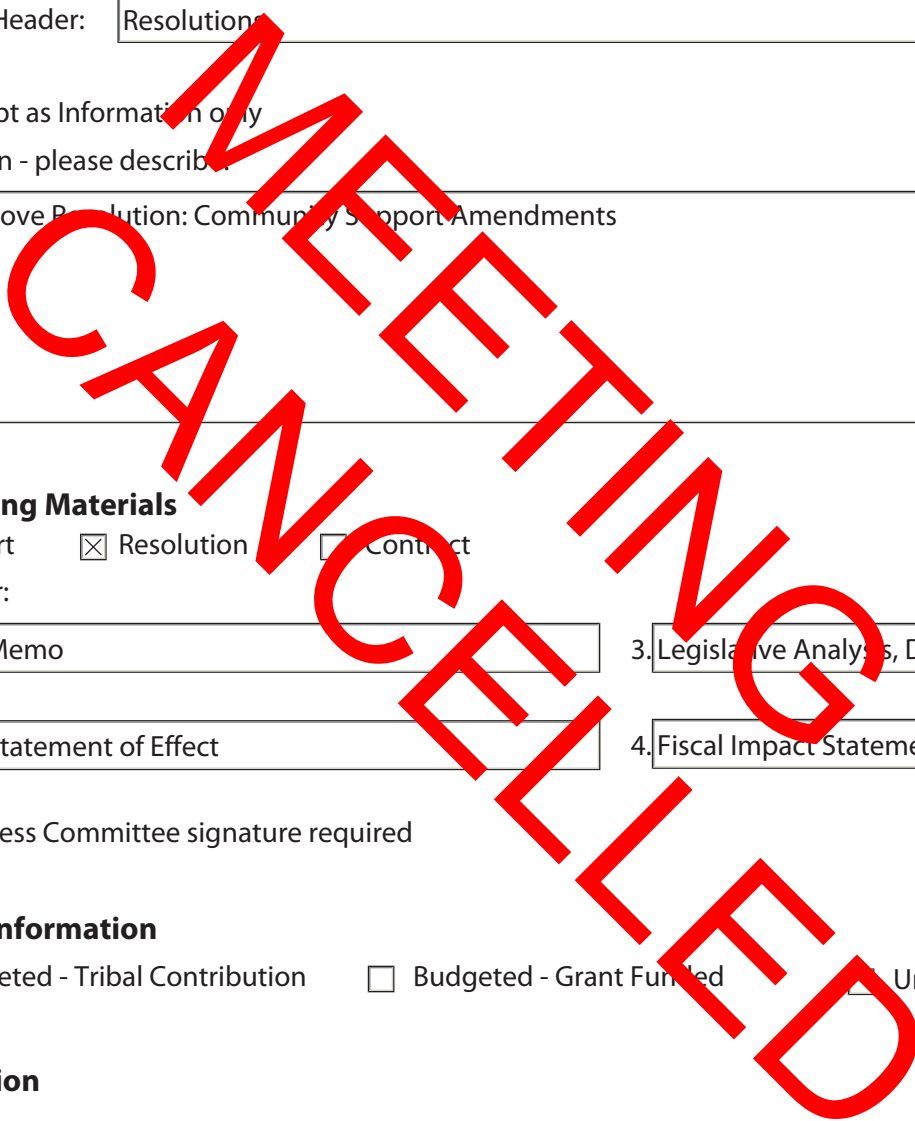 Header: Resolutions
pt as Information only
n - please describe:
ove Resolution: Community Support Amendments
ng Materials
rt ☒ Resolution ☐ Contract
r:
Memo 3. Legislative Analysis, D
tatement of Effect 4. Fiscal Impact Stateme
ess Committee signature required
nformation
eted - Tribal Contribution ☐ Budgeted - Grant Funded ☐ Un
ion
MEETING
CANCELLED